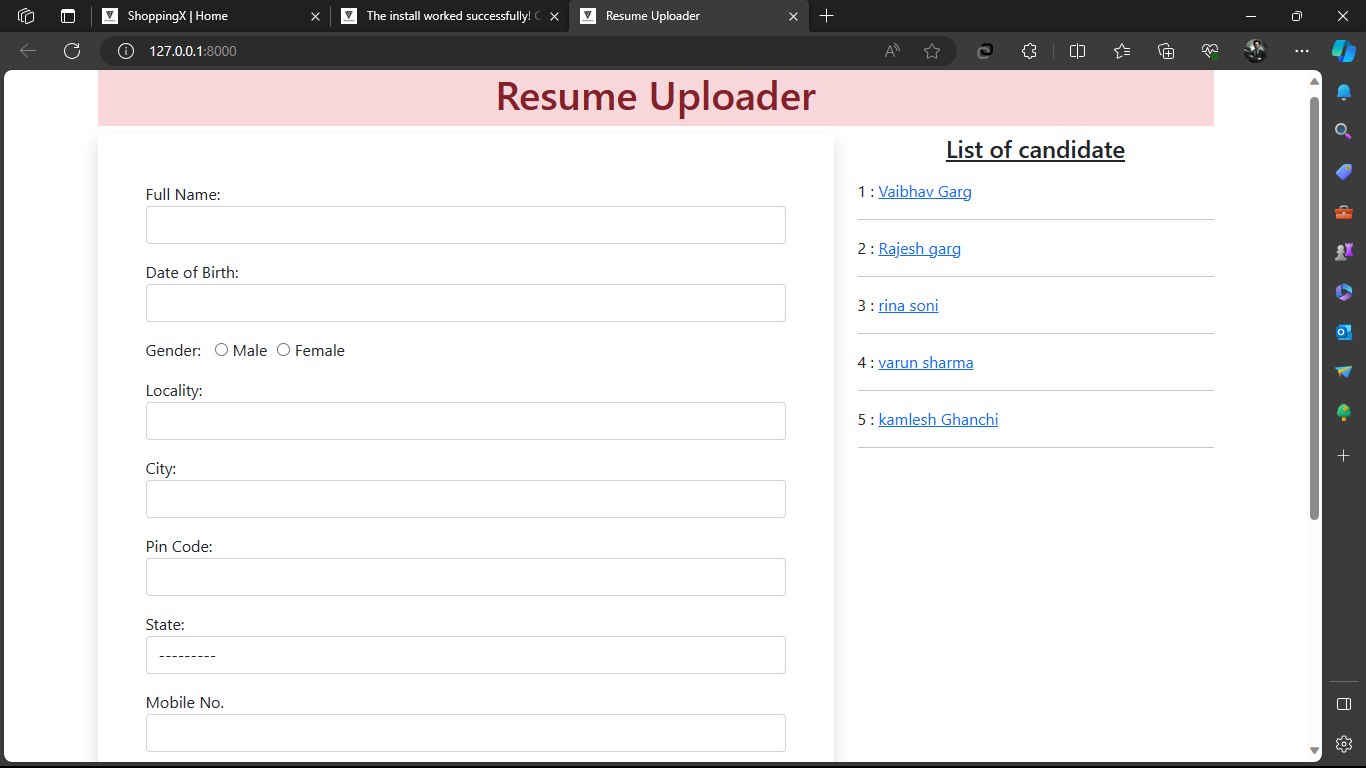 ShoppingX | Home
The install worked successfully!
Resume Uploader
127.0.0.1:8000
Resume Uploader
Full Name:
Date of Birth:
Gender: Male Female
Locality:
City:
Pin Code:
State:
---------
Mobile No.
List of candidate
1 : Vaibhav Garg
2 : Rajesh garg
3 : rina soni
4 : varun sharma
5 : kamlesh Ghanchi